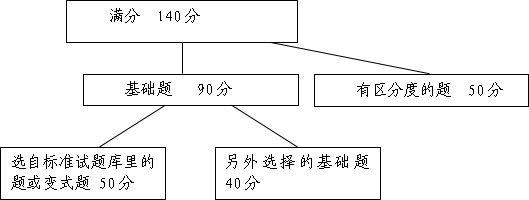 满分 140分
基础题 90分
有区分度的题 50分
选自标准试题库里的
题或变式题 50分
另外选择的基础题
40分